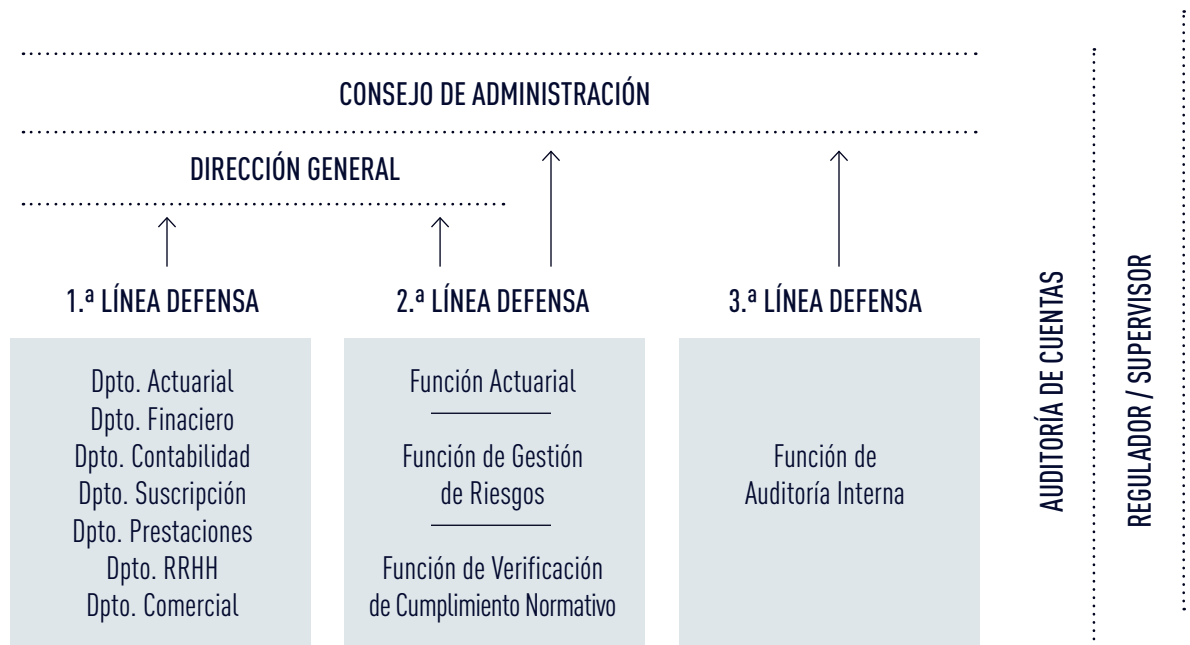 CONSEJO DE ADMINISTRACIÓN
DIRECCIÓN GENERAL
1.ª LÍNEA DEFENSA
Dpto. Actuarial
Dpto. Finaciero
Dpto. Contabilidad
Dpto. Suscripción
Dpto. Prestaciones
Dpto. RRHH
Dpto. Comercial
2.ª LÍNEA DEFENSA
Función Actuarial
Función de Gestión
de Riesgos
Función de Verificación
de Cumplimiento Normativo
3.ª LÍNEA DEFENSA
Función de
Auditoría Interna
AUDITORÍA DE CUENTAS
REGULADOR / SUPERVISOR